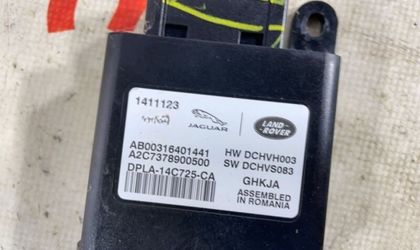 1411123
JAGUAR
LAND-
ROVER
AB00316401441
A2C7378900500
DPLA-14C725-CA
HW DCHVH003
SW DCHVS083
GHKJA
ASSEMBLED
IN ROMANIA